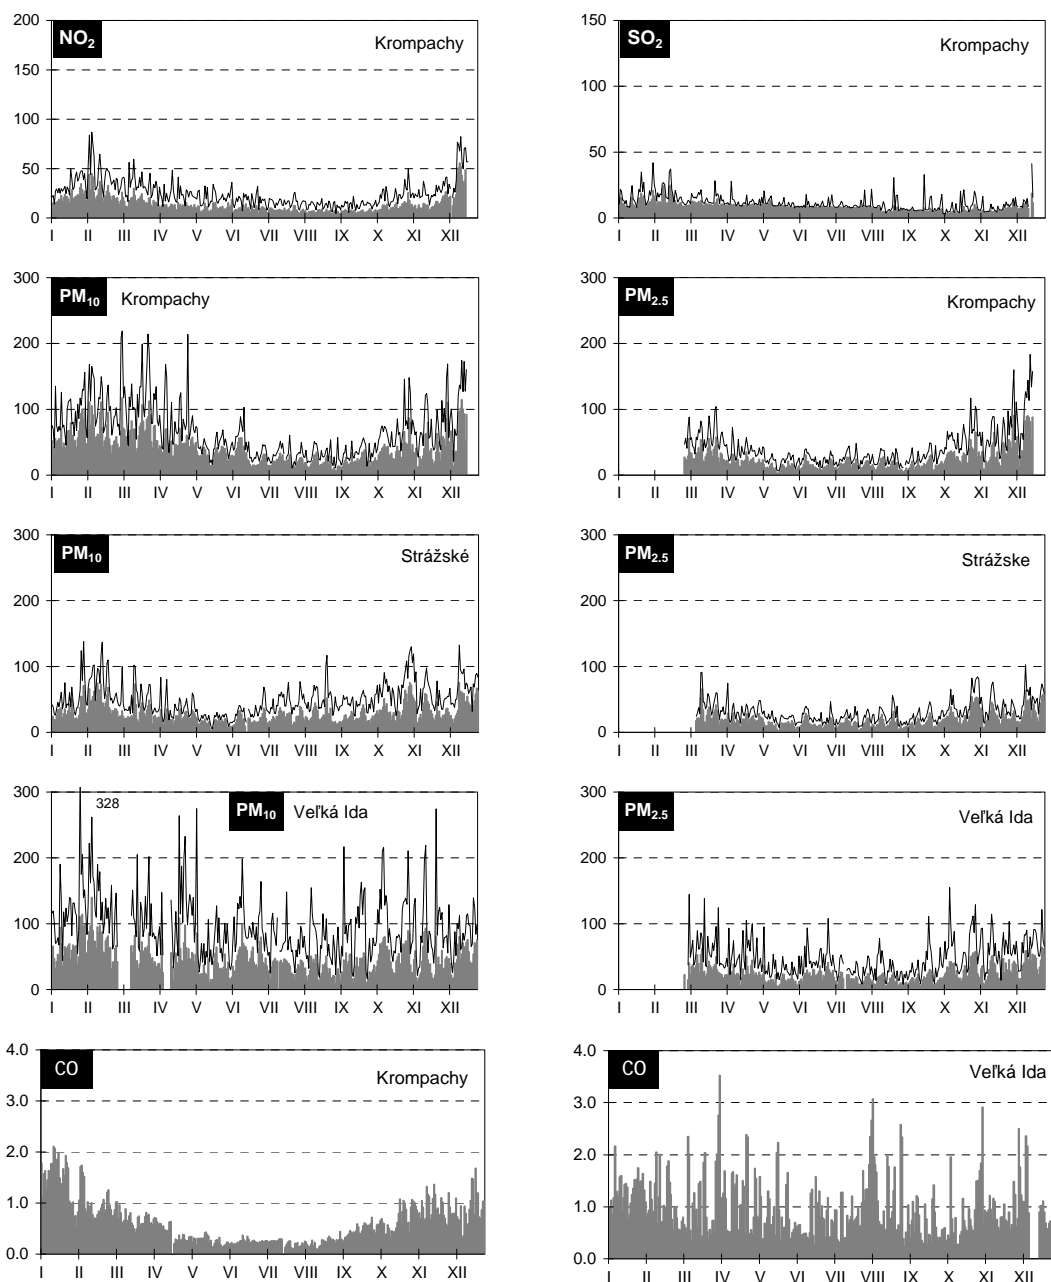 NO2
Krompachy
200
150
100
50
0
I II III IV V VI VII VIII IX X XI XII
SO2
Krompachy
150
100
50
0
I II III IV V VI VII VIII IX X XI XII
PM10 Krompachy
300
200
100
0
I II III IV V VI VII VIII IX X XI XII
PM2.5
Krompachy
300
200
100
0
I II III IV V VI VII VIII IX X XI XII
PM10
Strážské
300
200
100
0
I II III IV V VI VII VIII IX X XI XII
PM2.5
Strážske
300
200
100
0
I II III IV V VI VII VIII IX X XI XII
328
PM10 Veľká Ida
300
200
100
0
I II III IV V VI VII VIII IX X XI XII
PM2.5
Veľká Ida
300
200
100
0
I II III IV V VI VII VIII IX X XI XII
CO
Krompachy
4.0
3.0
2.0
1.0
0.0
I II III IV V VI VII VIII IX X XI XII
CO
Veľká Ida
4.0
3.0
2.0
1.0
0.0
I II III IV V VI VII VIII IX X XI XII